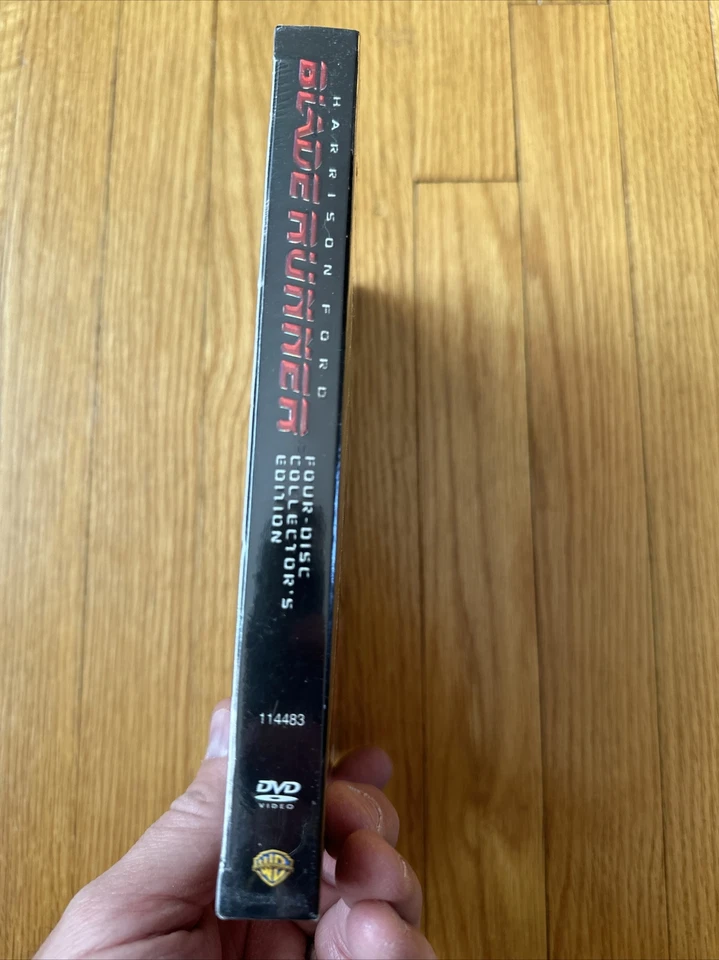 HARRISON FORD
BLADE RUNNER
FOUR-DISC
COLLECTOR'S
EDITION
114483
DVD
VIDEO
WB